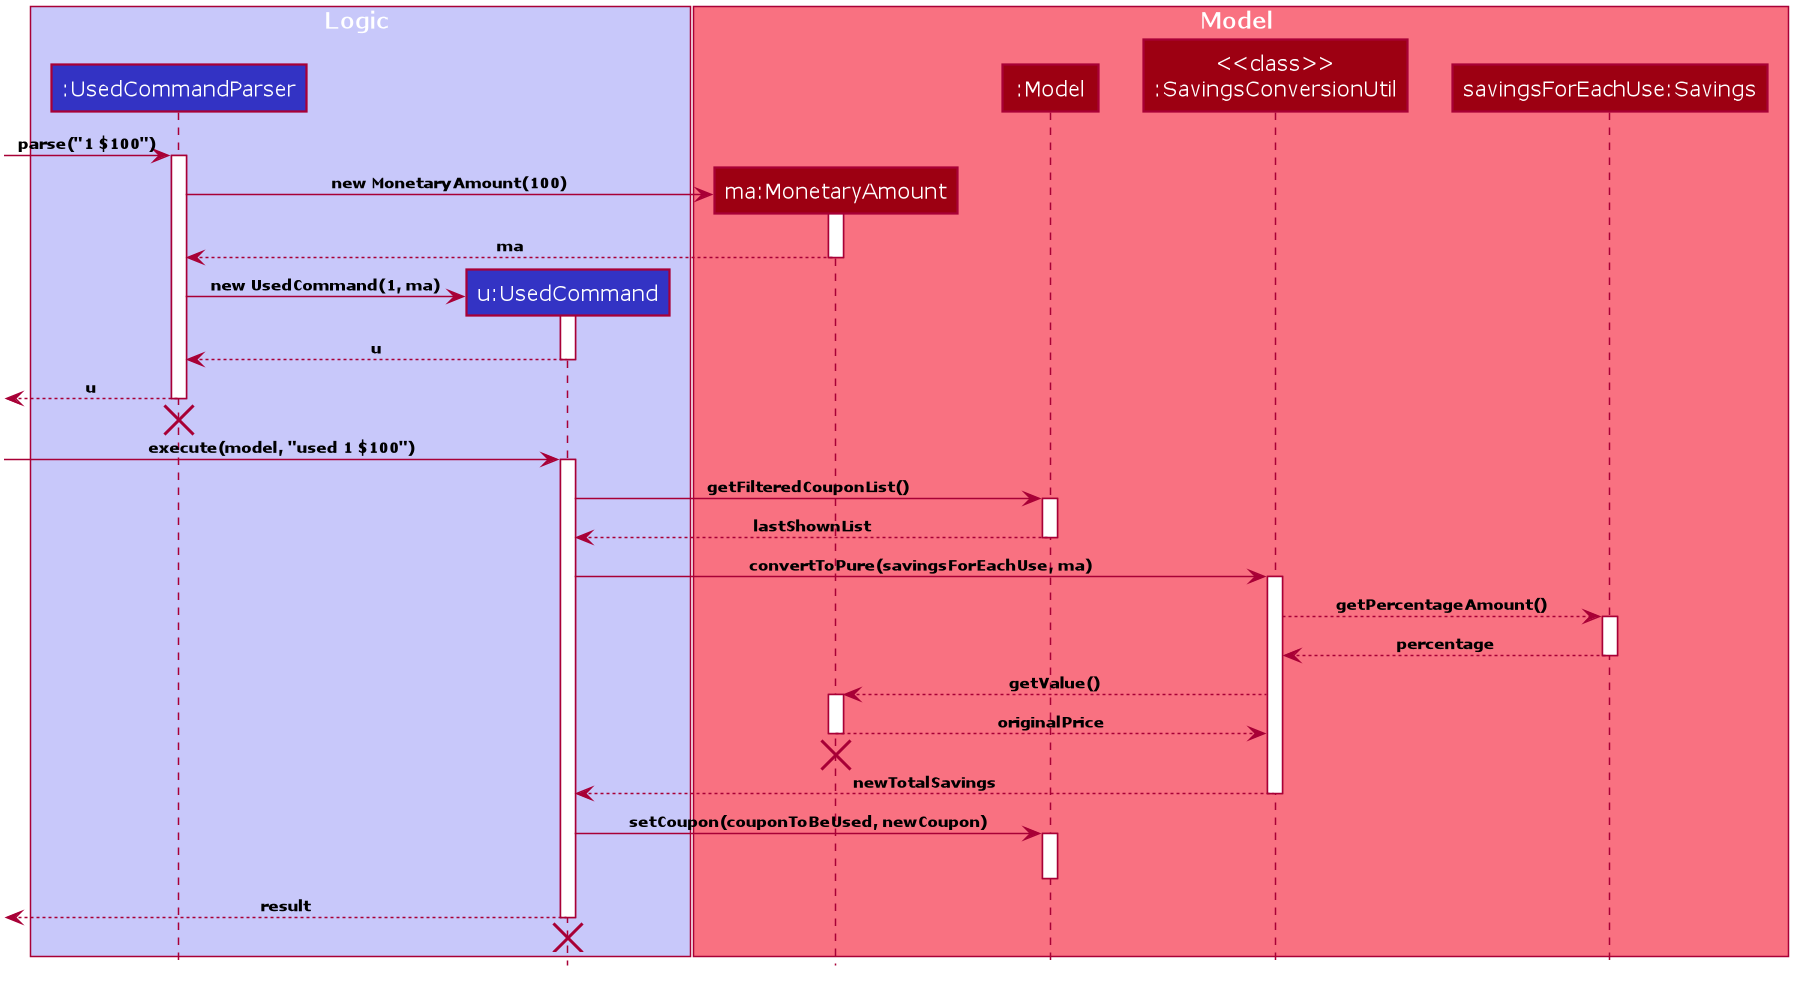 Logic
Model
<<class>>
:UsedCommandParser
:Model
:SavingsConversionUtil
savingsForEachUse:Savings
parse("1 $100")
new MonetaryAmount(100)
ma:MonetaryAmount
ma
new UsedCommand(1, ma)
u:UsedCommand
u
u
execute(model, "used 1 $100")
getFilteredCouponList()
lastShownList
convertToPure(savingsForEachUse, ma)
getPercentageAmount()
percentage
getValue()
originalPrice
newTotalSavings
setCoupon(couponToBeUsed, newCoupon)
result